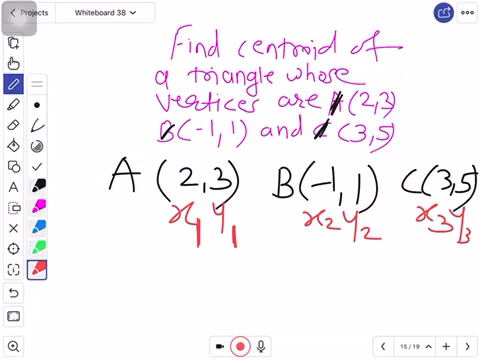 Projects Whiteboard 38
Find centroid of
a triangle whose
vertices are A(2,3)
B(-1,1) and C(3,5)
A (2,3) B(-1,1) C(3,5)
x1 y1 x2 y2 x3 y3
15/19